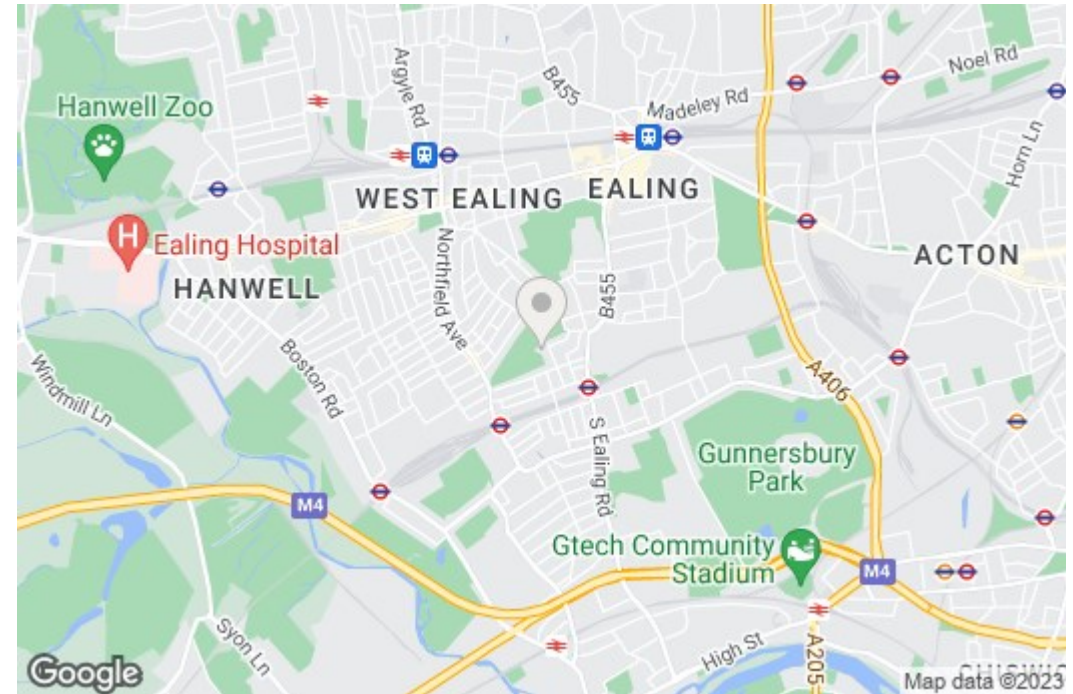 Noel Rd
Argyle Rd
B455
Hanwell Zoo
Madeley Rd
Horn Ln
WEST EALING
EALING
H
Ealing Hospital
ACTON
HANWELL
Northfield Ave
B455
Boston Rd
Windmill Ln
A406
S Ealing Rd
Gunnersbury
Park
M4
Gtech Community
Stadium
M4
Syon Ln
High St
A205
CHISWICK
Google
Map data ©2023